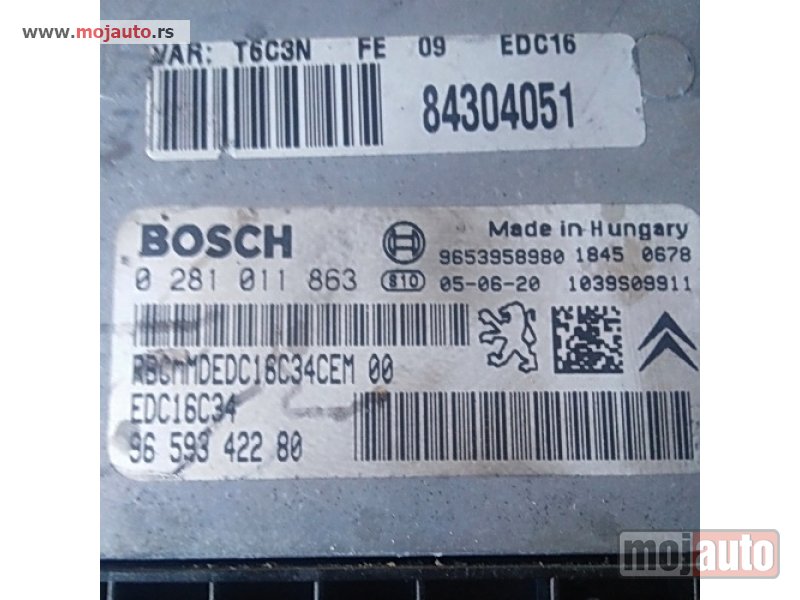 www.mojauto.rs
VAR: T6C3N FE 09 EDC16
84304051
BOSCH
Made in Hungary
9653958980 1845 0678
0 281 011 863 810 05-06-20 1039S09911
RBGMMDEDC16C34CEM 00
EDC16C34
96 593 422 80
mojauto